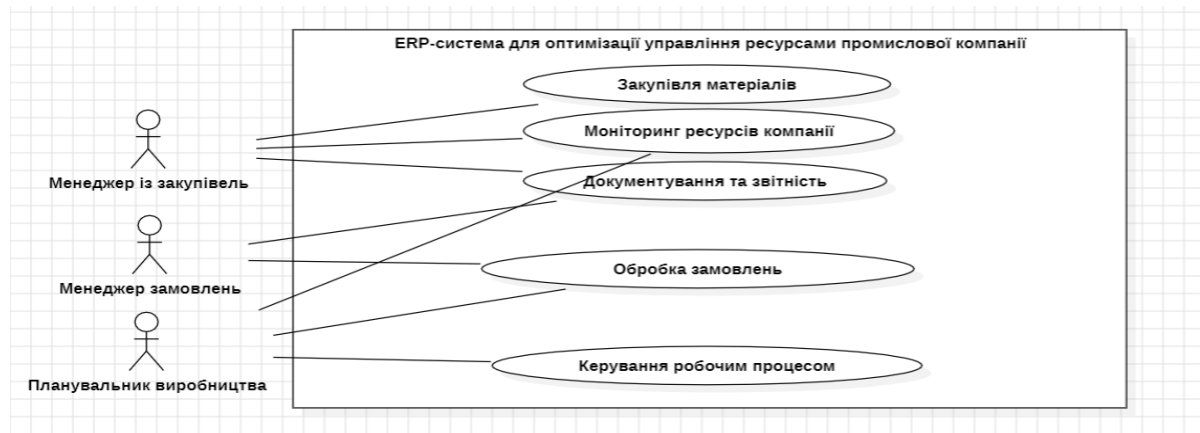 ERP-система для оптимізації управління ресурсами промислової компанії
Закупівля матеріалів
Моніторинг ресурсів компанії
Менеджер із закупівель
Документування та звітність
Обробка замовлень
Менеджер замовлень
Керування робочим процесом
Планувальник виробництва